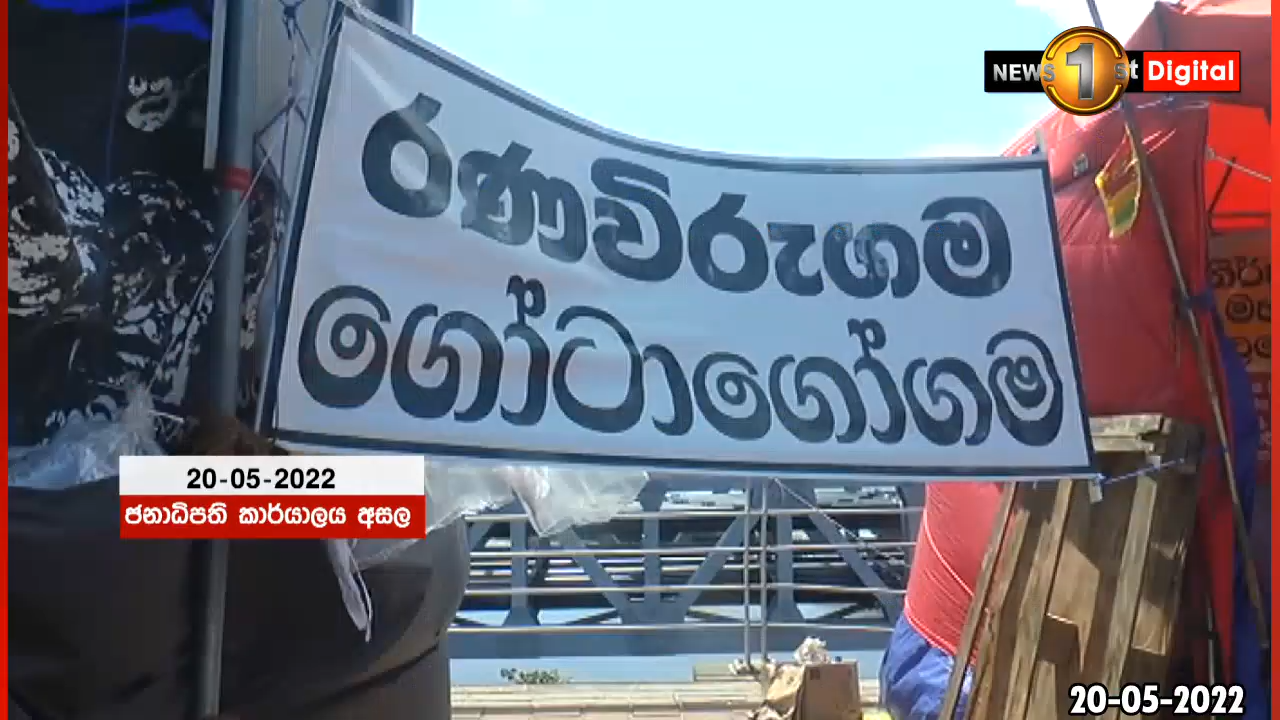 NEWS 1st Digital
රණවිරුගම
ගෝටාගෝගම
20-05-2022
ජනාධිපති කාර්යාලය අසල
20-05-2022